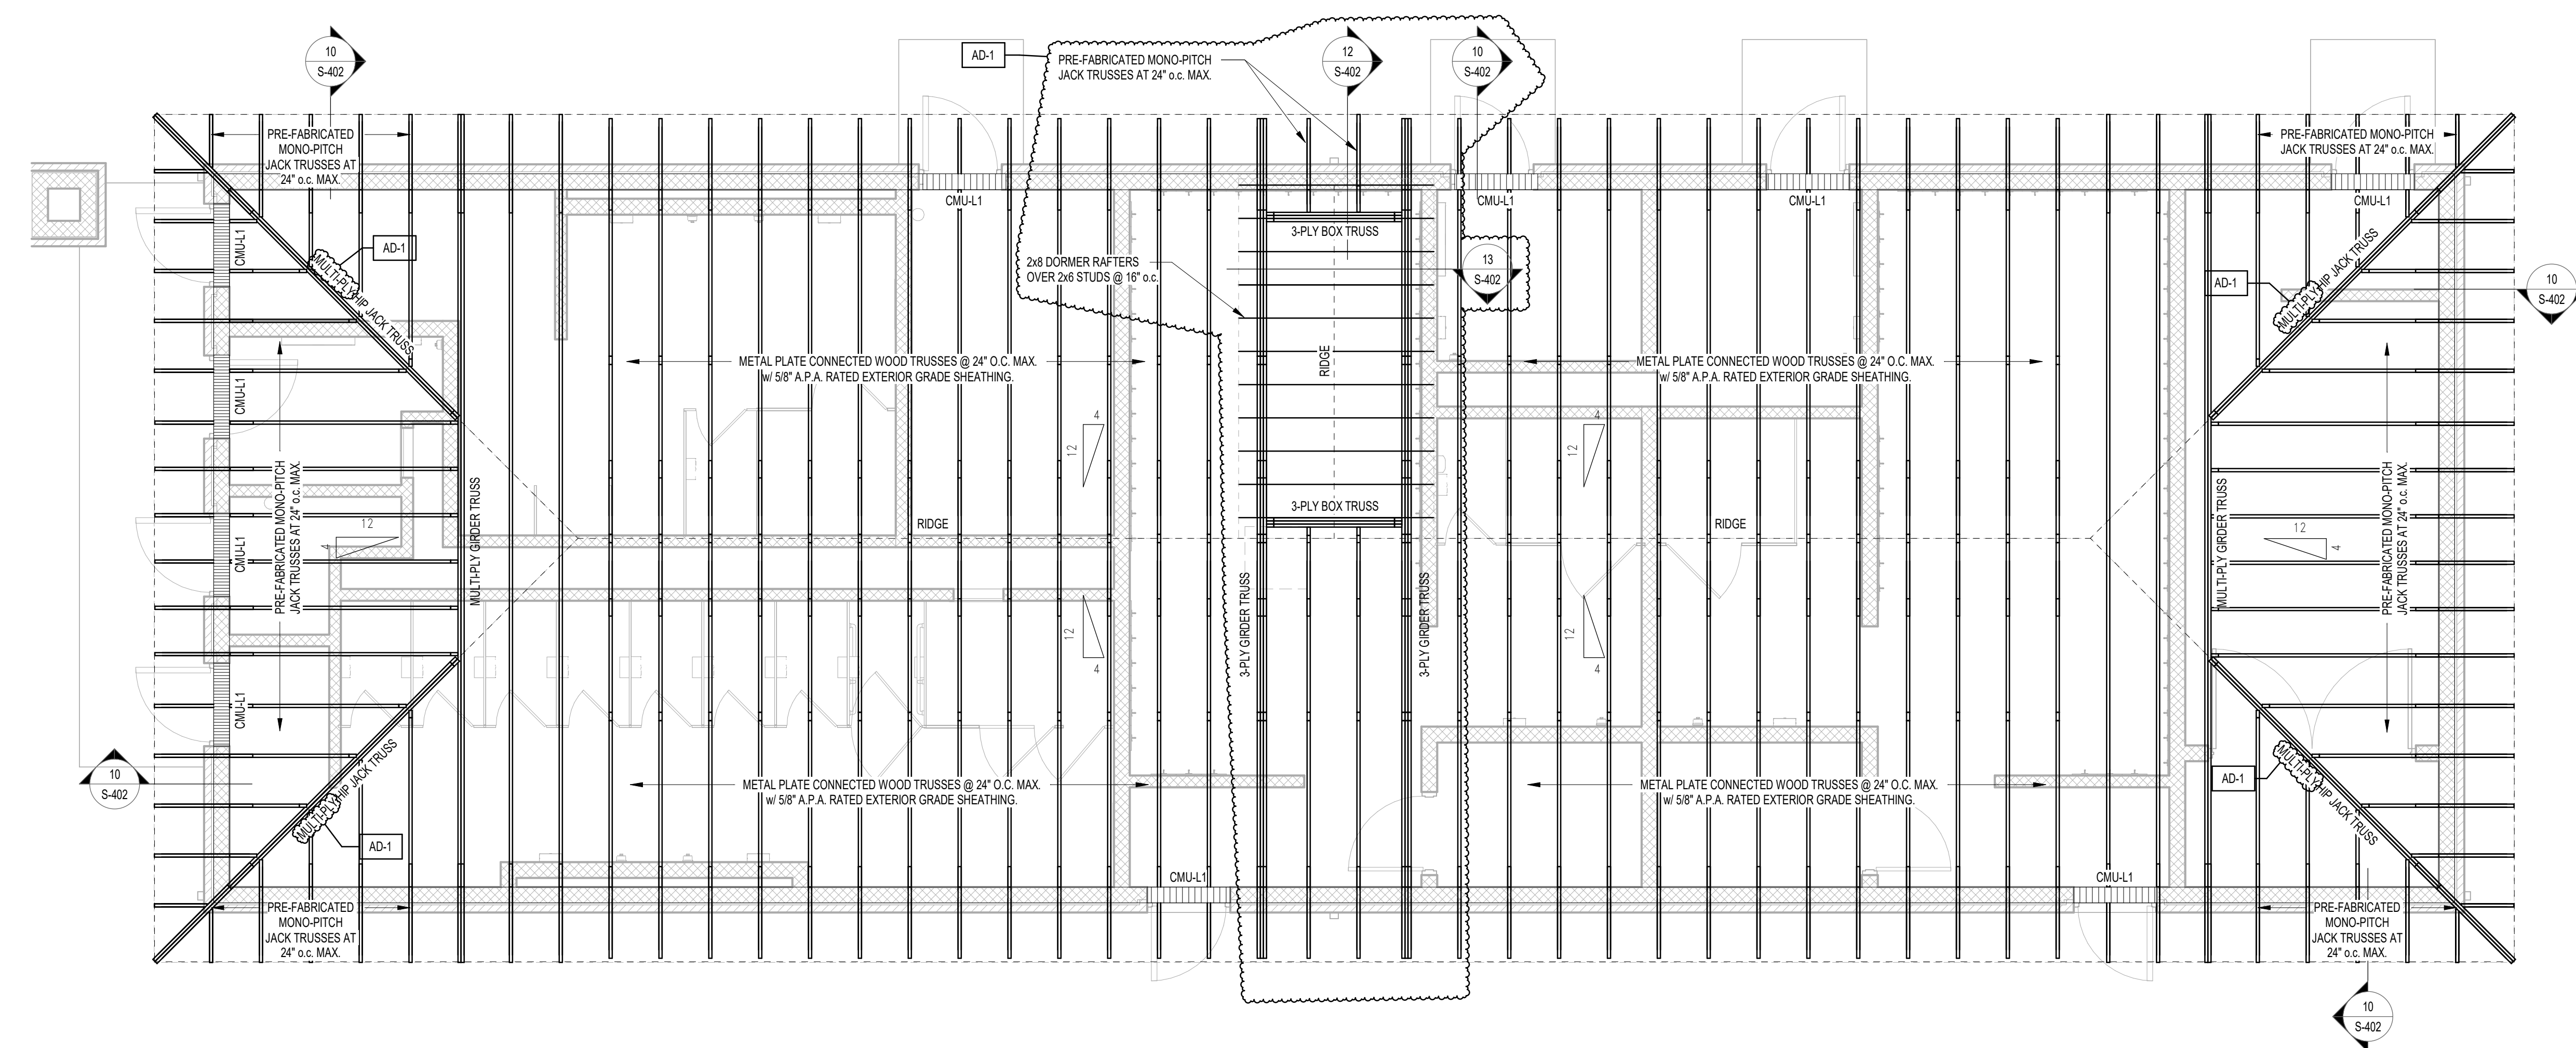 10
S-402
AD-1
PRE-FABRICATED MONO-PITCH
JACK TRUSSES AT 24" o.c. MAX.
12
S-402
10
S-402
PRE-FABRICATED
MONO-PITCH
JACK TRUSSES AT
24" o.c. MAX.
PRE-FABRICATED MONO-PITCH
JACK TRUSSES AT 24" o.c. MAX.
CMU-L1
CMU-L1
CMU-L1
CMU-L1
CMU-L1
AD-1
MULTI-PLY HIP JACK TRUSS
3-PLY BOX TRUSS
2x8 DORMER RAFTERS
OVER 2x6 STUDS @ 16" o.c.
13
S-402
AD-1
MULTI-PLY HIP JACK TRUSS
10
S-402
METAL PLATE CONNECTED WOOD TRUSSES @ 24" O.C. MAX.
w/ 5/8" A.P.A. RATED EXTERIOR GRADE SHEATHING.
RIDGE
METAL PLATE CONNECTED WOOD TRUSSES @ 24" O.C. MAX.
w/ 5/8" A.P.A. RATED EXTERIOR GRADE SHEATHING.
CMU-L1
4
12
4
12
PRE-FABRICATED MONO-PITCH
JACK TRUSSES AT 24" o.c. MAX.
12
4
MULTI-PLY GIRDER TRUSS
RIDGE
3-PLY BOX TRUSS
RIDGE
MULTI-PLY GIRDER TRUSS
12
4
PRE-FABRICATED MONO-PITCH
JACK TRUSSES AT 24" o.c. MAX.
CMU-L1
3-PLY GIRDER TRUSS
3-PLY GIRDER TRUSS
12
4
12
4
CMU-L1
10
S-402
MULTI-PLY HIP JACK TRUSS
AD-1
METAL PLATE CONNECTED WOOD TRUSSES @ 24" O.C. MAX.
w/ 5/8" A.P.A. RATED EXTERIOR GRADE SHEATHING.
METAL PLATE CONNECTED WOOD TRUSSES @ 24" O.C. MAX.
w/ 5/8" A.P.A. RATED EXTERIOR GRADE SHEATHING.
AD-1
MULTI-PLY HIP JACK TRUSS
CMU-L1
CMU-L1
PRE-FABRICATED
MONO-PITCH
JACK TRUSSES AT
24" o.c. MAX.
PRE-FABRICATED
MONO-PITCH
JACK TRUSSES AT
24" o.c. MAX.
10
S-402